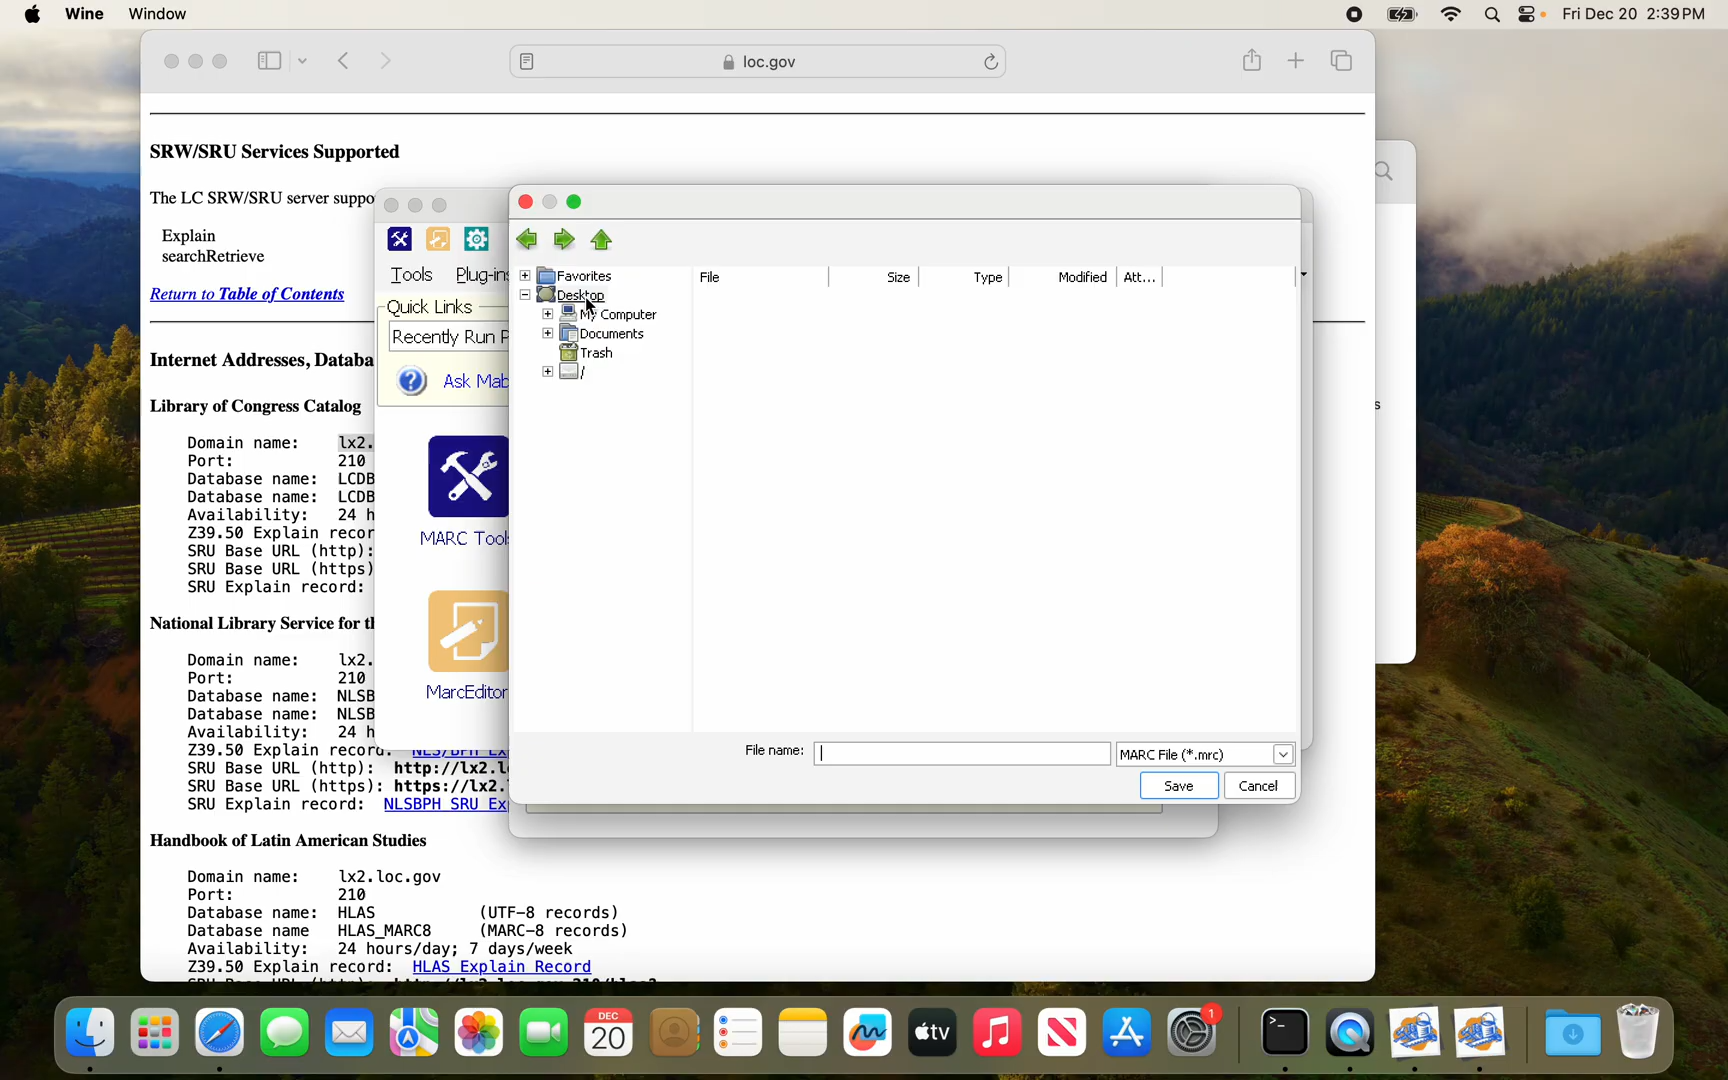 Wine Window
Fri Dec 20 2:39 PM
loc.gov
SRW/SRU Services Supported
The LC SRW/SRU server suppo
Explain
searchRetrieve
Return to Table of Contents
Internet Addresses, Databa
Library of Congress Catalog
Domain name: lx2.
Port: 210
Database name: LCDB
Database name: LCDB
Availability: 24 h
Z39.50 Explain recor
SRU Base URL (http):
SRU Base URL (https)
SRU Explain record:
National Library Service for th
Domain name: lx2.
Port: 210
Database name: NLSB
Database name: NLSB
Availability: 24 h
Z39.50 Explain record: NLS/BPH Ex
SRU Base URL (http): http://lx2.l
SRU Base URL (https): https://lx2.
SRU Explain record: NLSBPH SRU Ex
Handbook of Latin American Studies
Domain name: lx2.loc.gov
Port: 210
Database name: HLAS (UTF-8 records)
Database name HLAS_MARC8 (MARC-8 records)
Availability: 24 hours/day; 7 days/week
Z39.50 Explain record: HLAS Explain Record
Tools Plug-ins
Quick Links
Recently Run P
? Ask Mab
MARC Tool
MarcEditor
Favorites
Desktop
My Computer
Documents
Trash
/
File Size Type Modified Att...
File name:
MARC File (*.mrc)
Save Cancel
s
DEC
20
tv
1